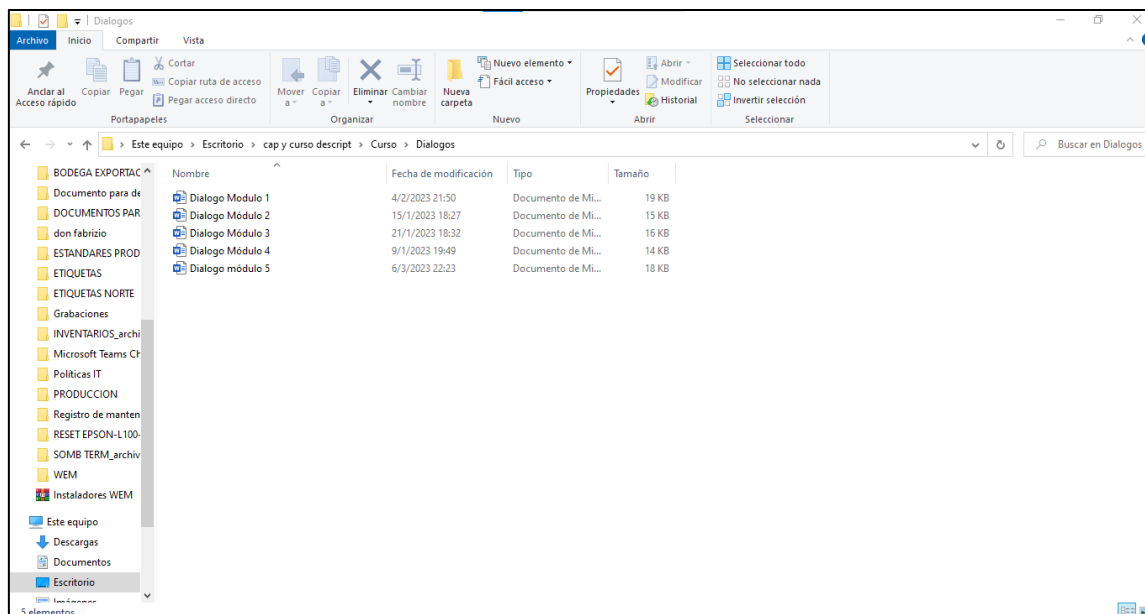 Dialogos
Archivo Inicio Compartir Vista
Anclar al Acceso rápido
Copiar
Pegar
Cortar
Copiar ruta de acceso
Pegar acceso directo
Portapapeles
Mover a
Copiar a
Eliminar
Cambiar nombre
Organizar
Nueva carpeta
Nuevo elemento
Fácil acceso
Nuevo
Propiedades
Abrir
Modificar
Historial
Abrir
Seleccionar todo
No seleccionar nada
Invertir selección
Seleccionar
Este equipo > Escritorio > cap y curso descript > Curso > Dialogos
Buscar en Dialogos
BODEGA EXPORTAC
Documento para de
DOCUMENTOS PAR
don fabrizio
ESTANDARES PROD
ETIQUETAS
ETIQUETAS NORTE
Grabaciones
INVENTARIOS_archi
Microsoft Teams Ch
Políticas IT
PRODUCCION
Registro de manten
RESET EPSON-L100-
SOMB TERM_archiv
WEM
Instaladores WEM
Este equipo
Descargas
Documentos
Escritorio
Imágenes
Nombre Fecha de modificación Tipo Tamaño
Dialogo Modulo 1 4/2/2023 21:50 Documento de Mi... 19 KB
Dialogo Módulo 2 15/1/2023 18:27 Documento de Mi... 15 KB
Dialogo Módulo 3 21/1/2023 18:32 Documento de Mi... 16 KB
Dialogo Módulo 4 9/1/2023 19:49 Documento de Mi... 14 KB
Dialogo módulo 5 6/3/2023 22:23 Documento de Mi... 18 KB
5 elementos